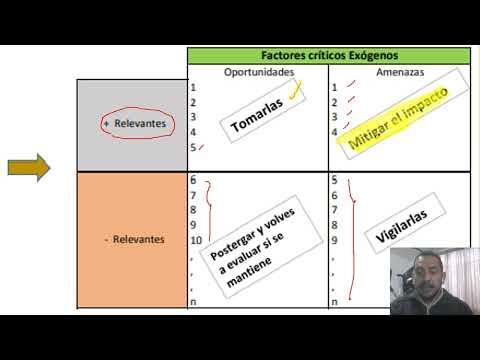 Factores críticos Exógenos
Oportunidades
Amenazas
+ Relevantes
1
2
3
4
5
Tomarlas
1
2
3
4
Mitigar el impacto
- Relevantes
6
7
8
9
10
,
,
,
n
Postergar y volves
a evaluar si se
mantiene
5
6
7
8
9
,
,
,
n
Vigilarlas